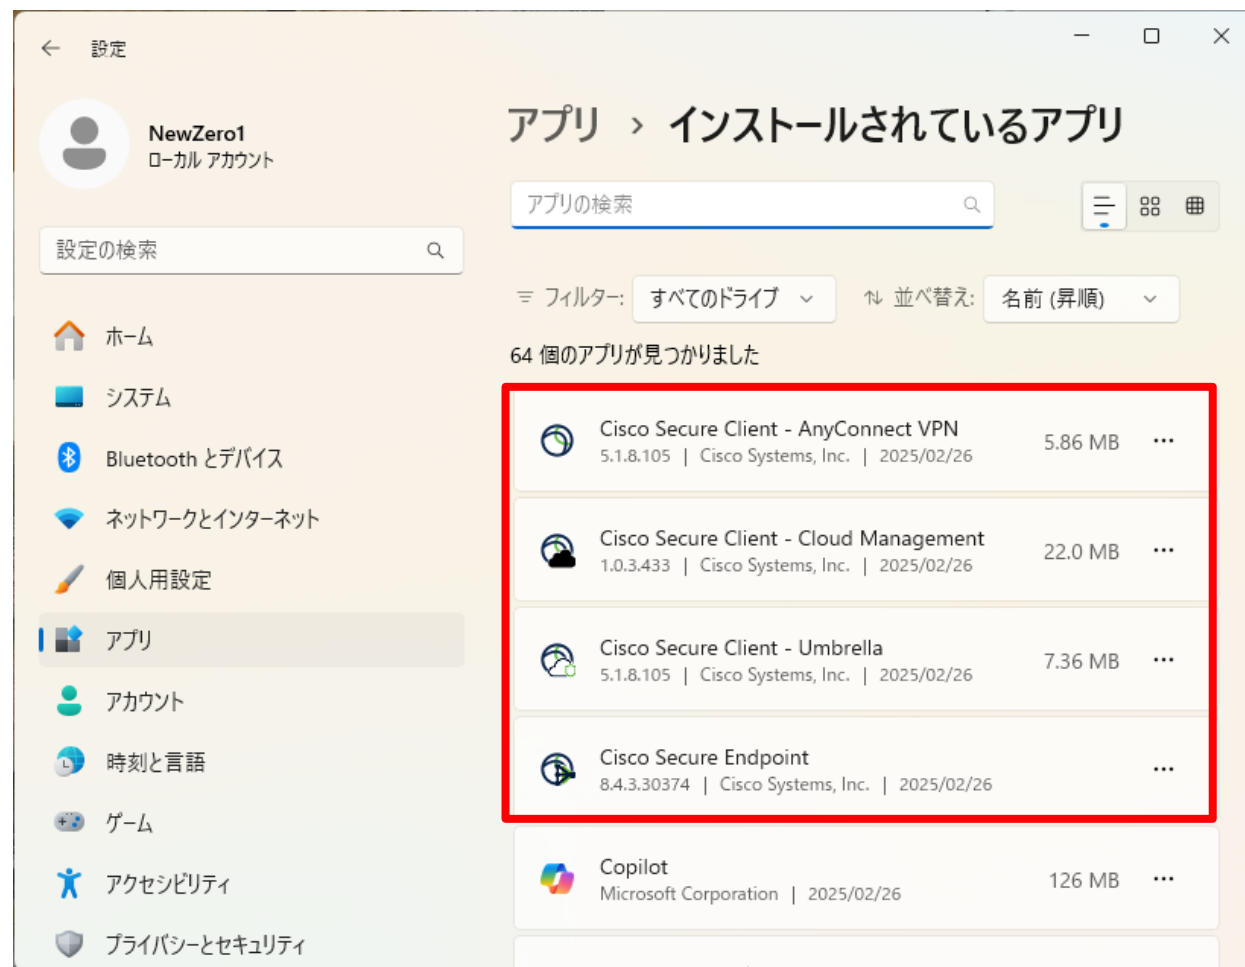 設定
NewZero1
ローカル アカウント
設定の検索
ホーム
システム
Bluetooth とデバイス
ネットワークとインターネット
個人用設定
アプリ
アカウント
時刻と言語
ゲーム
アクセシビリティ
プライバシーとセキュリティ
アプリ › インストールされているアプリ
アプリの検索
フィルター: すべてのドライブ 並べ替え: 名前 (昇順)
64 個のアプリが見つかりました
Cisco Secure Client - AnyConnect VPN
5.1.8.105 | Cisco Systems, Inc. | 2025/02/26
5.86 MB
Cisco Secure Client - Cloud Management
1.0.3.433 | Cisco Systems, Inc. | 2025/02/26
22.0 MB
Cisco Secure Client - Umbrella
5.1.8.105 | Cisco Systems, Inc. | 2025/02/26
7.36 MB
Cisco Secure Endpoint
8.4.3.30374 | Cisco Systems, Inc. | 2025/02/26
Copilot
Microsoft Corporation | 2025/02/26
126 MB